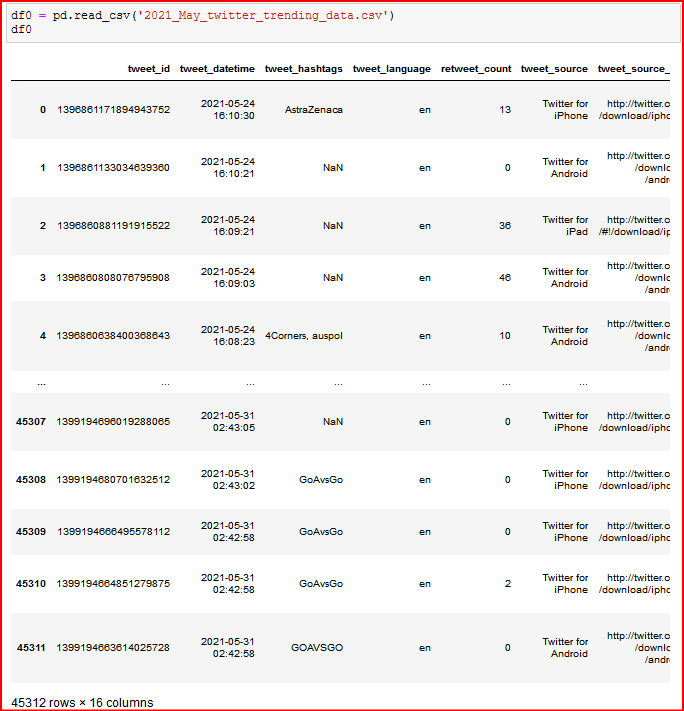 df0 = pd.read_csv('2021_May_twitter_trending_data.csv')
df0
tweet_id tweet_datetime tweet_hashtags tweet_language retweet_count tweet_source tweet_source_
0 1396861171894943752 2021-05-24 16:10:30 AstraZenaca en 13 Twitter for iPhone http://twitter.c /download/iphc
1 1396861133034639360 2021-05-24 16:10:21 NaN en 0 Twitter for Android http://twitter.c /downlc /andr
2 1396860881191915522 2021-05-24 16:09:21 NaN en 36 Twitter for iPad http://twitter.c /#!/download/ip
3 1396860808076795908 2021-05-24 16:09:03 NaN en 46 Twitter for Android http://twitter.c /downlc /andr
4 1396860638400368643 2021-05-24 16:08:23 4Corners, auspol en 10 Twitter for Android http://twitter.c /downlc /andr
... ... ... ... ... ... ...
45307 1399194696019288065 2021-05-31 02:43:05 NaN en 0 Twitter for iPhone http://twitter.c /download/iphc
45308 1399194680701632512 2021-05-31 02:43:02 GoAvsGo en 0 Twitter for iPhone http://twitter.c /download/iphc
45309 1399194666495578112 2021-05-31 02:42:58 GoAvsGo en 0 Twitter for iPhone http://twitter.c /download/iphc
45310 1399194664851279875 2021-05-31 02:42:58 GoAvsGo en 2 Twitter for iPhone http://twitter.c /download/iphc
45311 1399194663614025728 2021-05-31 02:42:58 GOAVSGO en 0 Twitter for Android http://twitter.c /downlc /andr
45312 rows × 16 columns